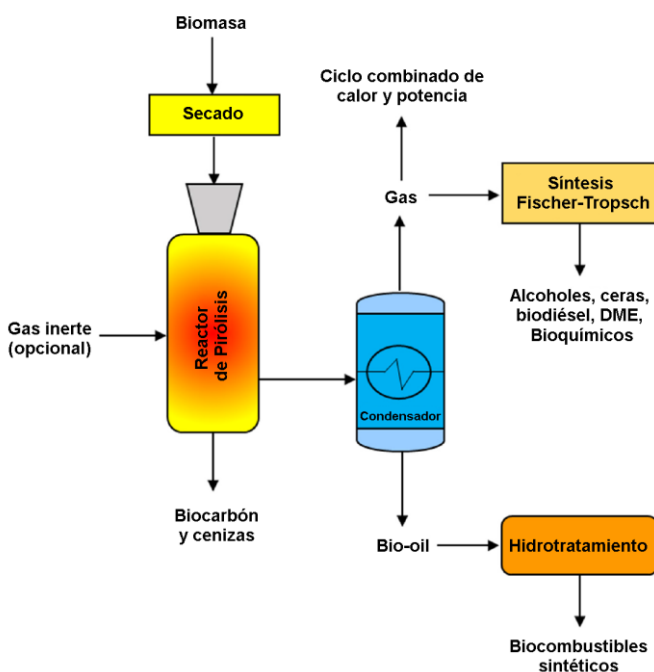 Biomasa
Secado
Ciclo combinado de
calor y potencia
Gas
Síntesis
Fischer-Tropsch
Alcoholes, ceras,
biodiésel, DME,
Bioquímicos
Gas inerte
(opcional)
Reactor
de Pirólisis
Condensador
Biocarbón
y cenizas
Bio-oil
Hidrotratamiento
Biocombustibles
sintéticos